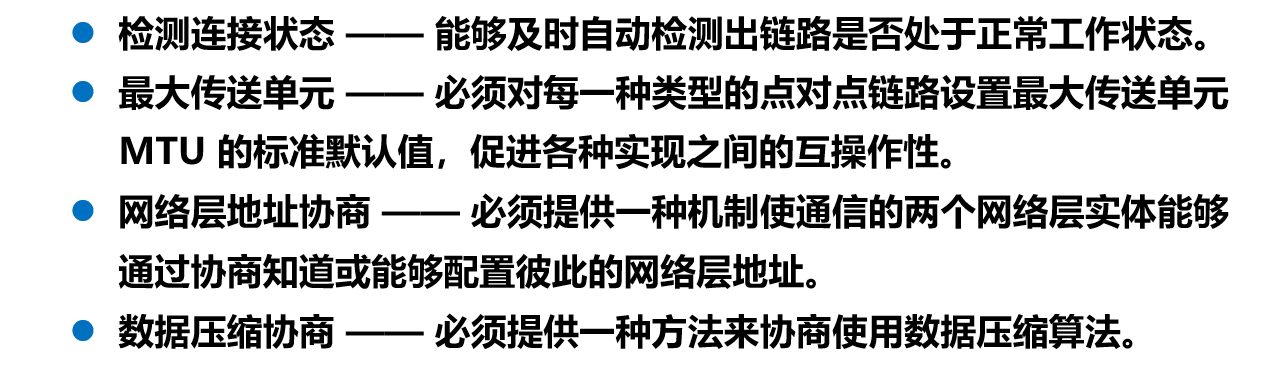 ● 检测连接状态 —— 能够及时自动检测出链路是否处于正常工作状态。
● 最大传送单元 —— 必须对每一种类型的点对点链路设置最大传送单元
MTU 的标准默认值，促进各种实现之间的互操作性。
● 网络层地址协商 —— 必须提供一种机制使通信的两个网络层实体能够
通过协商知道或能够配置彼此的网络层地址。
● 数据压缩协商 —— 必须提供一种方法来协商使用数据压缩算法。